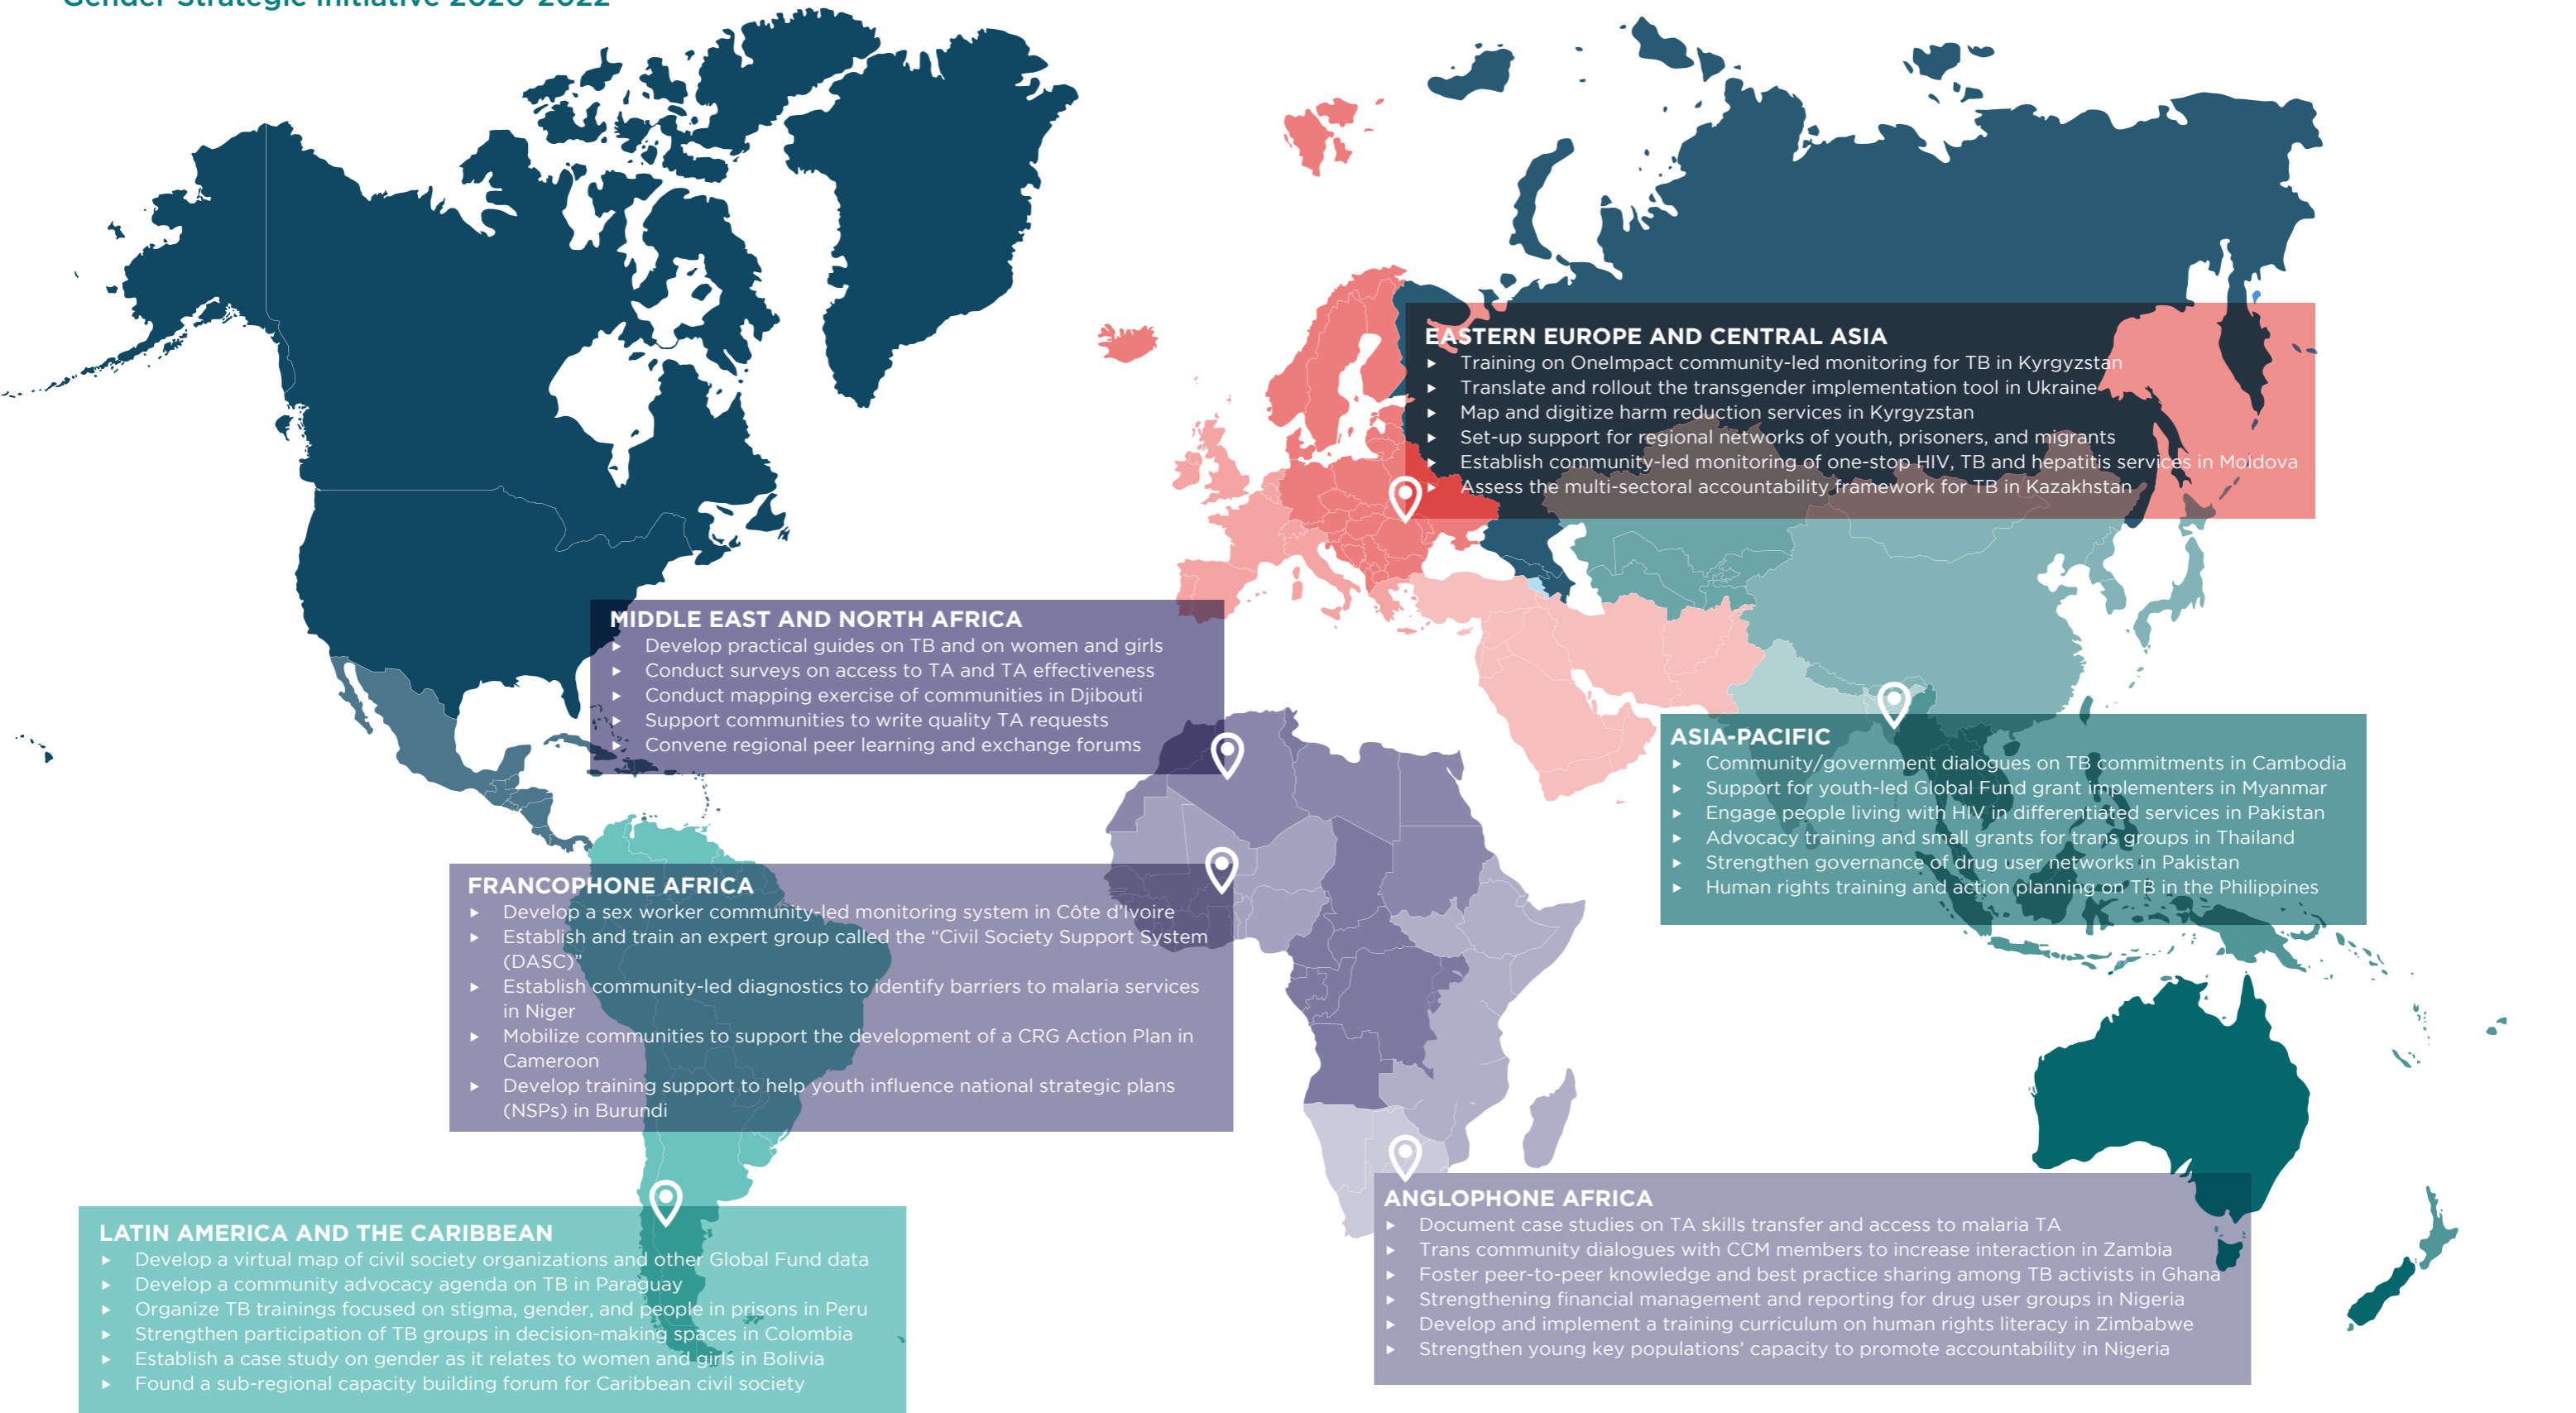 Gender Strategic Initiative 2020-2022
EASTERN EUROPE AND CENTRAL ASIA
▸ Training on OneImpact community-led monitoring for TB in Kyrgyzstan
▸ Translate and rollout the transgender implementation tool in Ukraine
▸ Map and digitize harm reduction services in Kyrgyzstan
▸ Set-up support for regional networks of youth, prisoners, and migrants
▸ Establish community-led monitoring of one-stop HIV, TB and hepatitis services in Moldova
▸ Assess the multi-sectoral accountability framework for TB in Kazakhstan
MIDDLE EAST AND NORTH AFRICA
▸ Develop practical guides on TB and on women and girls
▸ Conduct surveys on access to TA and TA effectiveness
▸ Conduct mapping exercise of communities in Djibouti
▸ Support communities to write quality TA requests
▸ Convene regional peer learning and exchange forums
ASIA-PACIFIC
▸ Community/government dialogues on TB commitments in Cambodia
▸ Support for youth-led Global Fund grant implementers in Myanmar
▸ Engage people living with HIV in differentiated services in Pakistan
▸ Advocacy training and small grants for trans groups in Thailand
▸ Strengthen governance of drug user networks in Pakistan
▸ Human rights training and action planning on TB in the Philippines
FRANCOPHONE AFRICA
▸ Develop a sex worker community-led monitoring system in Côte d'Ivoire
▸ Establish and train an expert group called the “Civil Society Support System
(DASC)”
▸ Establish community-led diagnostics to identify barriers to malaria services
in Niger
▸ Mobilize communities to support the development of a CRG Action Plan in
Cameroon
▸ Develop training support to help youth influence national strategic plans
(NSPs) in Burundi
ANGLOPHONE AFRICA
▸ Document case studies on TA skills transfer and access to malaria TA
▸ Trans community dialogues with CCM members to increase interaction in Zambia
▸ Foster peer-to-peer knowledge and best practice sharing among TB activists in Ghana
▸ Strengthening financial management and reporting for drug user groups in Nigeria
▸ Develop and implement a training curriculum on human rights literacy in Zimbabwe
▸ Strengthen young key populations’ capacity to promote accountability in Nigeria
LATIN AMERICA AND THE CARIBBEAN
▸ Develop a virtual map of civil society organizations and other Global Fund data
▸ Develop a community advocacy agenda on TB in Paraguay
▸ Organize TB trainings focused on stigma, gender, and people in prisons in Peru
▸ Strengthen participation of TB groups in decision-making spaces in Colombia
▸ Establish a case study on gender as it relates to women and girls in Bolivia
▸ Found a sub-regional capacity building forum for Caribbean civil society